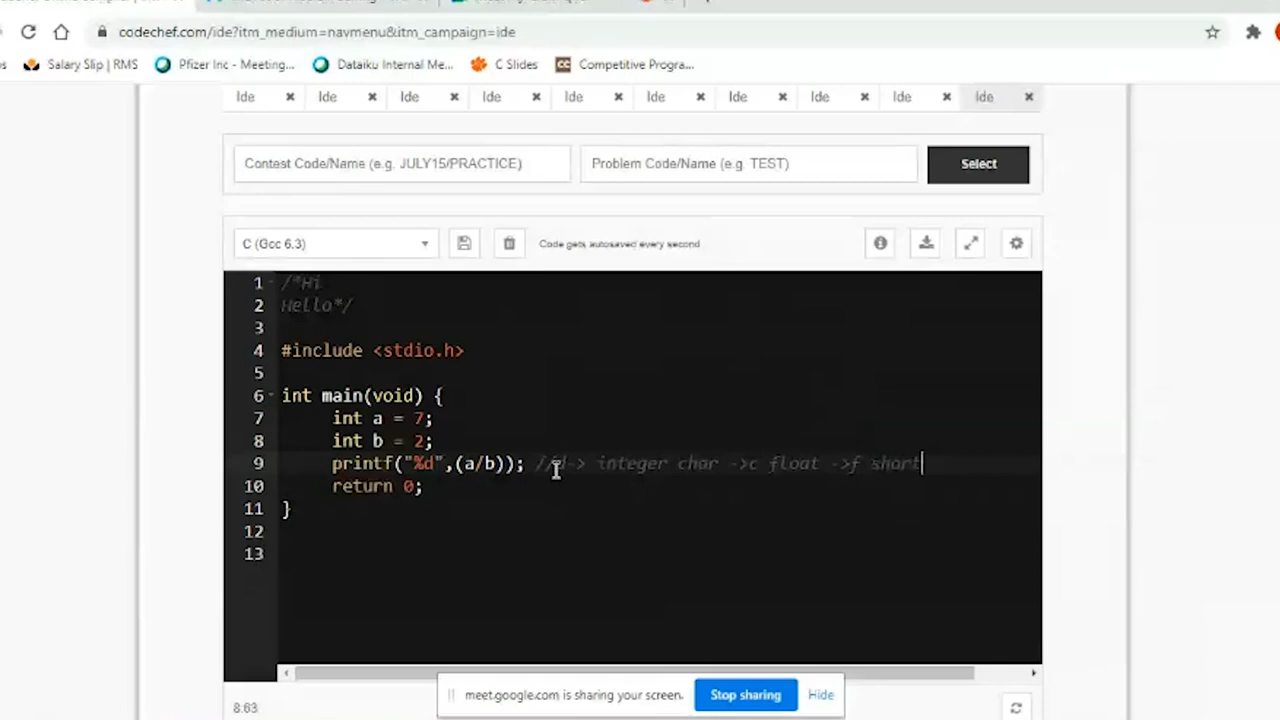 codechef.com/ide?itm_medium=navmenu&itm_campaign=ide
Salary Slip | RMS Pfizer Inc - Meeting... Dataiku Internal Me... C Slides CC Competitive Progra...
Ide × Ide × Ide × Ide × Ide × Ide × Ide × Ide × Ide × Ide ×
Contest Code/Name (e.g. JULY15/PRACTICE) Problem Code/Name (e.g. TEST) Select
C (Gcc 6.3) Code gets autosaved every second
1 /*Hi
2 Hello*/
3
4 #include <stdio.h>
5
6 int main(void) {
7 int a = 7;
8 int b = 2;
9 printf("%d",(a/b)); //d-> integer char ->c float ->f short
10 return 0;
11 }
12
13
meet.google.com is sharing your screen. Stop sharing Hide
8:63